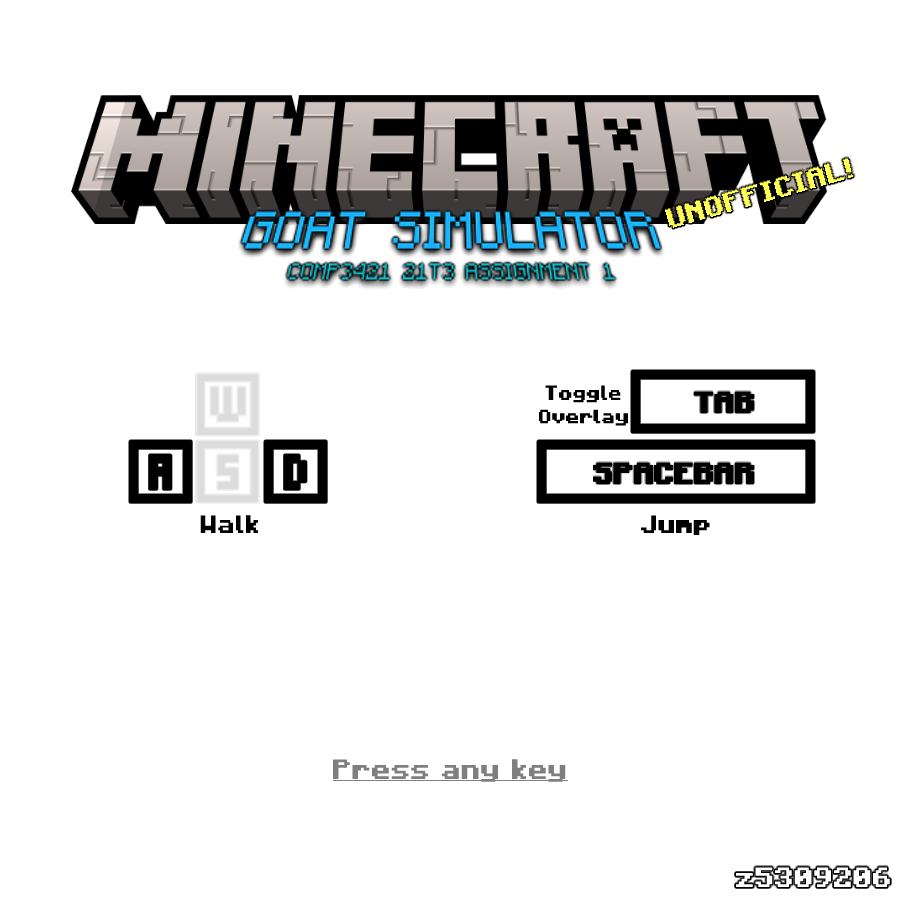 MINECRAFT
UNOFFICIAL!
GOAT SIMULATOR
COMP3421 21T3 ASSIGNMENT 1
Toggle
Overlay
TAB
W
A S D
SPACEBAR
Walk
Jump
Press any key
z5309206